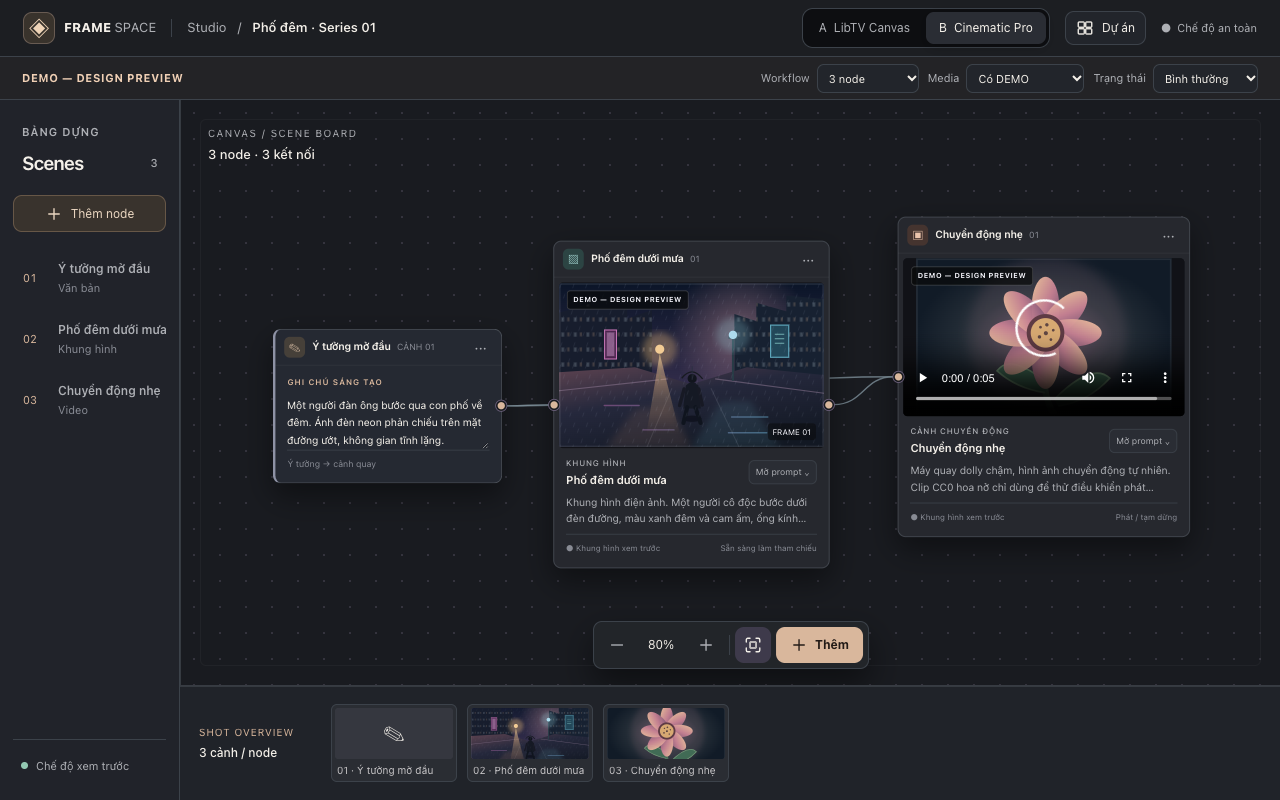 FRAME SPACE
Studio / Phố đêm · Series 01
A LibTV Canvas
B Cinematic Pro
Dự án
Chế độ an toàn
DEMO — DESIGN PREVIEW
Workflow 3 node
Media Có DEMO
Trạng thái Bình thường
BẢNG DỰNG
Scenes 3
Thêm node
01 Ý tưởng mở đầu
Văn bản
02 Phố đêm dưới mưa
Khung hình
03 Chuyển động nhẹ
Video
Chế độ xem trước
CANVAS / SCENE BOARD
3 node · 3 kết nối
Ý tưởng mở đầu CẢNH 01 ...
GHI CHÚ SÁNG TẠO
Một người đàn ông bước qua con phố về
đêm. Ánh đèn neon phản chiếu trên mặt
đường ướt, không gian tĩnh lặng.
Ý tưởng → cảnh quay
Phố đêm dưới mưa 01 ...
DEMO — DESIGN PREVIEW
FRAME 01
KHUNG HÌNH
Phố đêm dưới mưa
Mở prompt
Khung hình điện ảnh. Một người cô độc bước dưới
đèn đường, màu xanh đêm và cam ấm, ống kính...
Khung hình xem trước
Sẵn sàng làm tham chiếu
Chuyển động nhẹ 01 ...
DEMO — DESIGN PREVIEW
0:00 / 0:05
CẢNH CHUYỂN ĐỘNG
Chuyển động nhẹ
Mở prompt
Máy quay dolly chậm, hình ảnh chuyển động tự nhiên.
Clip CC0 hoa nở chỉ dùng để thử điều khiển phát...
Khung hình xem trước
Phát / tạm dừng
80%
Thêm
SHOT OVERVIEW
3 cảnh / node
01 · Ý tưởng mở đầu
02 · Phố đêm dưới mưa
03 · Chuyển động nhẹ